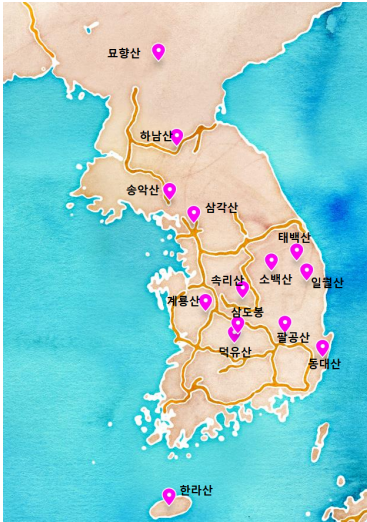 묘향산
하남산
송악산
삼각산
태백산
소백산
일월산
속리산
계룡산
삼도봉
팔공산
덕유산
동대산
한라산